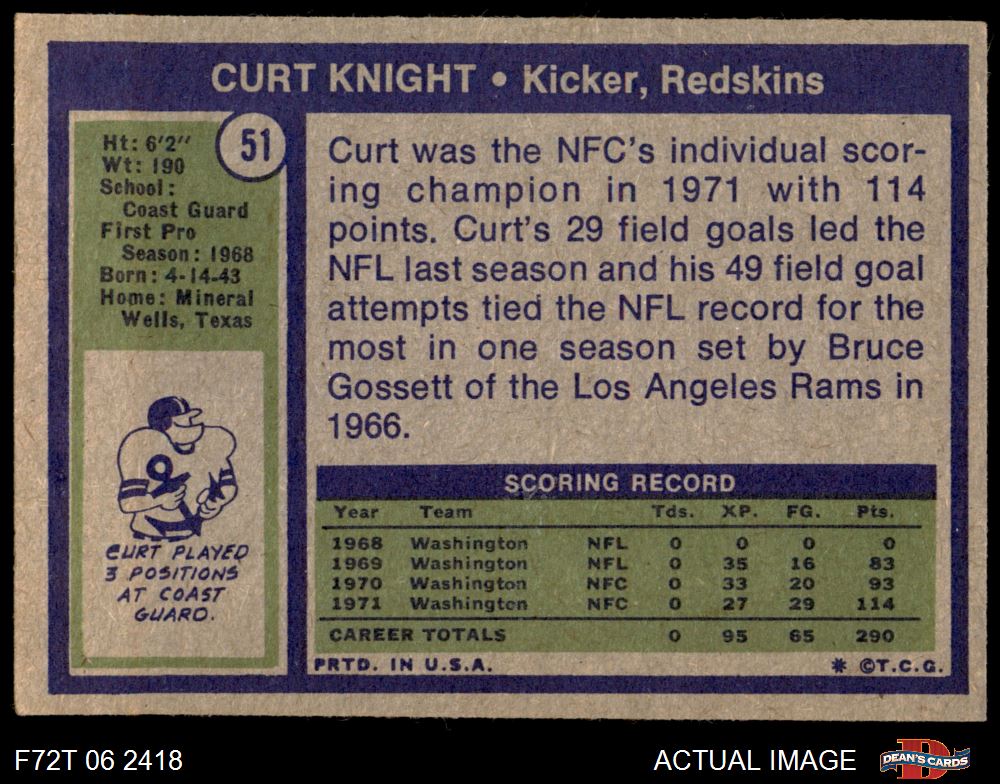 CURT KNIGHT • Kicker, Redskins
51
Ht: 6'2"
Wt: 190
School:
Coast Guard
First Pro
Season: 1968
Born: 4-14-43
Home: Mineral
Wells, Texas
CURT PLAYED
3 POSITIONS
AT COAST
GUARD.
Curt was the NFC's individual scor-
ing champion in 1971 with 114
points. Curt's 29 field goals led the
NFL last season and his 49 field goal
attempts tied the NFL record for the
most in one season set by Bruce
Gossett of the Los Angeles Rams in
1966.
SCORING RECORD
Year Team Tds. XP. FG. Pts.
1968 Washington NFL 0 0 0 0
1969 Washington NFL 0 35 16 83
1970 Washington NFC 0 33 20 93
1971 Washington NFC 0 27 29 114
CAREER TOTALS 0 95 65 290
PRTD. IN U.S.A. * ©T.C.G.
F72T 06 2418 ACTUAL IMAGE D DEAN'S CARDS